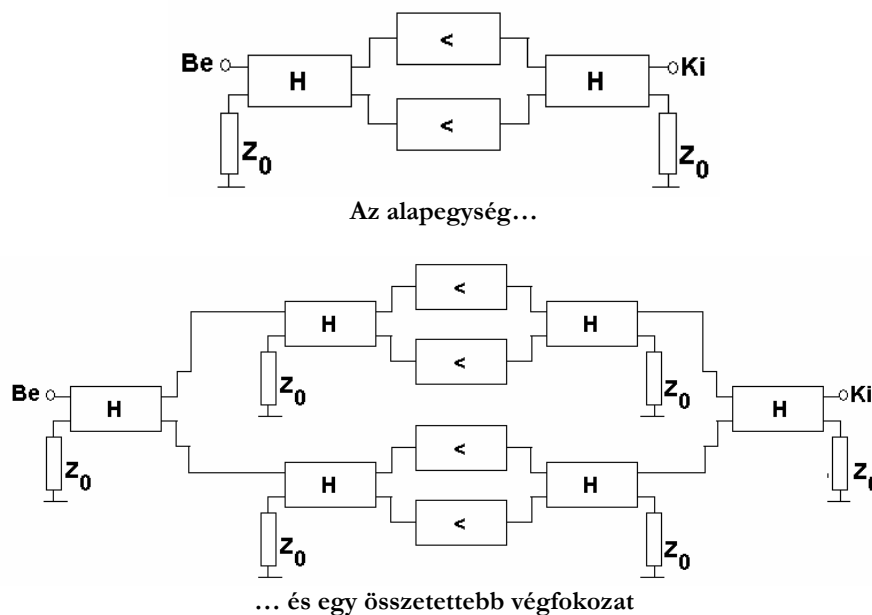 <
Be H H Ki
<
Z0 Z0
Az alapegység…
<
H H
<
Z0 Z0
Be H H Ki
<
Z0 H H Z0
<
Z0 Z0
… és egy összetettebb végfokozat